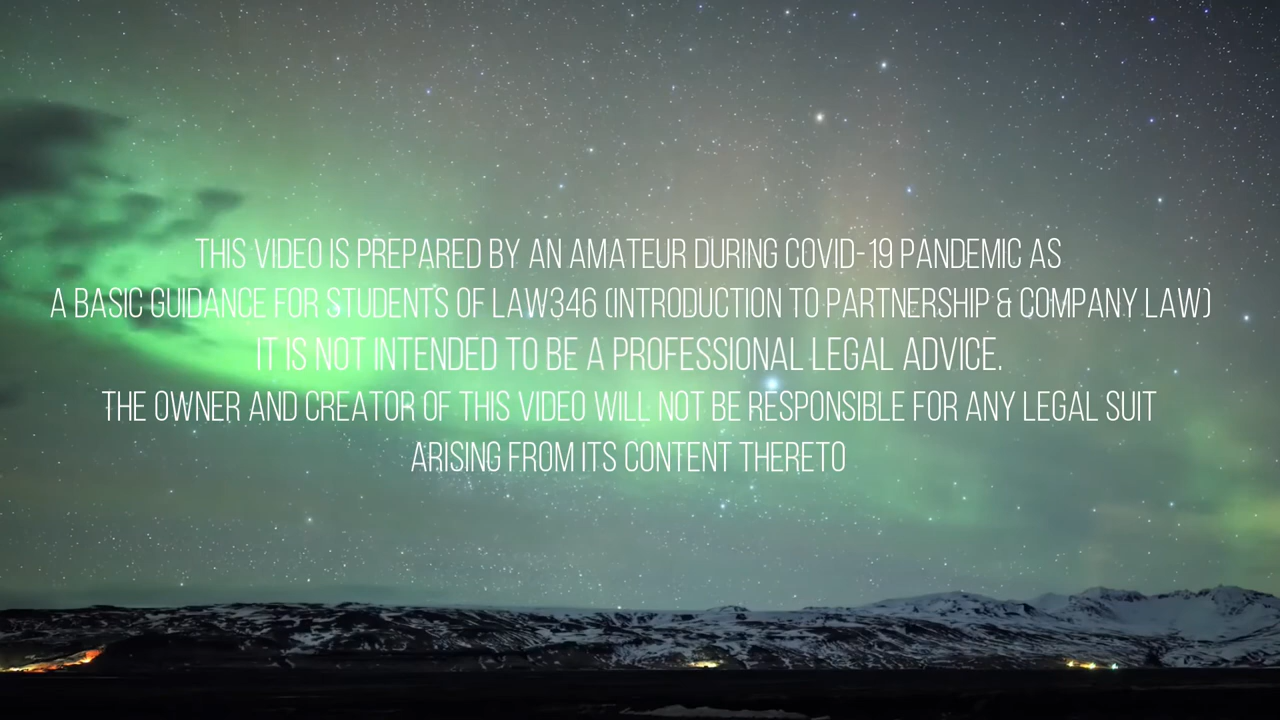 THIS VIDEO IS PREPARED BY AN AMATEUR DURING COVID-19 PANDEMIC AS
A BASIC GUIDANCE FOR STUDENTS OF LAW346 (INTRODUCTION TO PARTNERSHIP & COMPANY LAW)
IT IS NOT INTENDED TO BE A PROFESSIONAL LEGAL ADVICE.
THE OWNER AND CREATOR OF THIS VIDEO WILL NOT BE RESPONSIBLE FOR ANY LEGAL SUIT
ARISING FROM ITS CONTENT THERETO